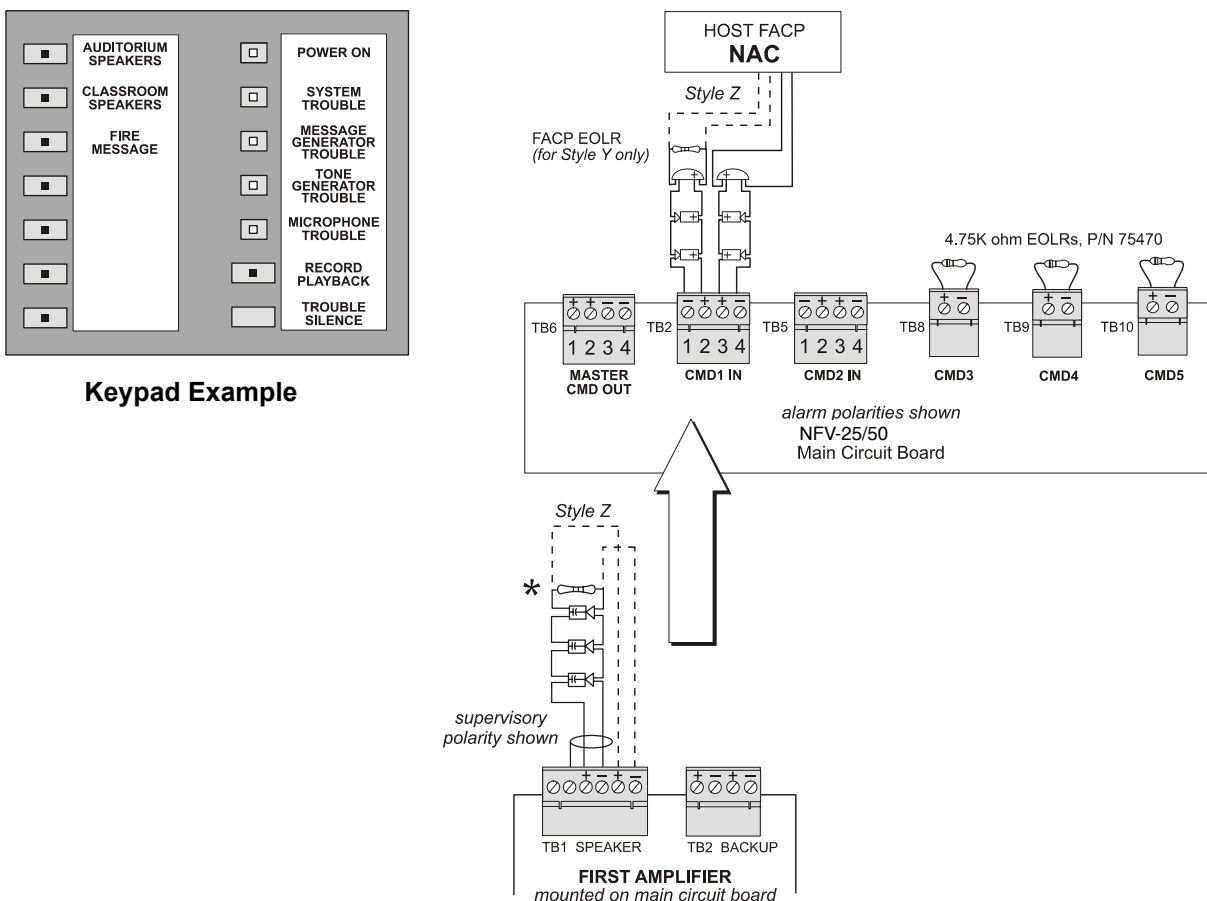 AUDITORIUM
SPEAKERS
CLASSROOM
SPEAKERS
FIRE
MESSAGE
POWER ON
SYSTEM
TROUBLE
MESSAGE
GENERATOR
TROUBLE
TONE
GENERATOR
TROUBLE
MICROPHONE
TROUBLE
RECORD
PLAYBACK
TROUBLE
SILENCE
Keypad Example
HOST FACP
NAC
Style Z
FACP EOLR
(for Style Y only)
4.75K ohm EOLRs, P/N 75470
TB6
+ + − −
1 2 3 4
MASTER
CMD OUT
TB2
− + + −
1 2 3 4
CMD1 IN
TB5
− + + −
1 2 3 4
CMD2 IN
TB8
+ −
CMD3
TB9
+ −
CMD4
TB10
+ −
CMD5
alarm polarities shown
NFV-25/50
Main Circuit Board
Style Z
*
supervisory
polarity shown
+ − + −
TB1 SPEAKER
+ − + −
TB2 BACKUP
FIRST AMPLIFIER
mounted on main circuit board